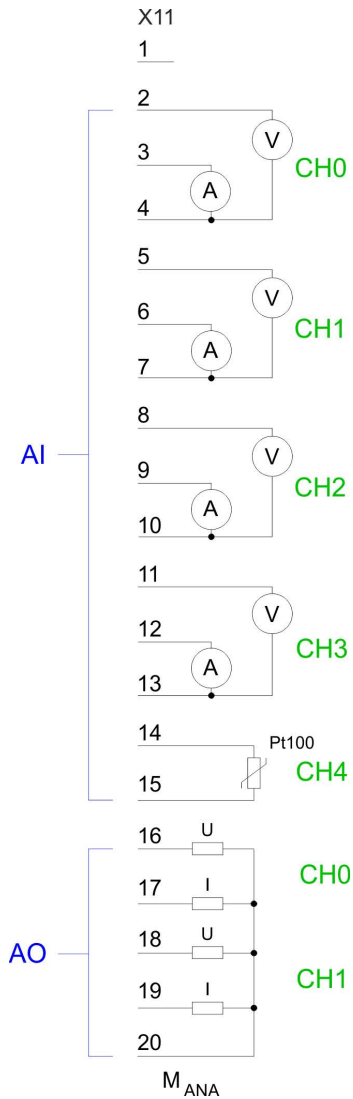 X11
1
2
V
CH0
3
A
4
5
V
CH1
6
A
7
8
V
AI
CH2
9
A
10
11
V
12
CH3
A
13
14
Pt100
CH4
15
16 U
CH0
17 I
18 U
AO
CH1
19 I
20
M ANA